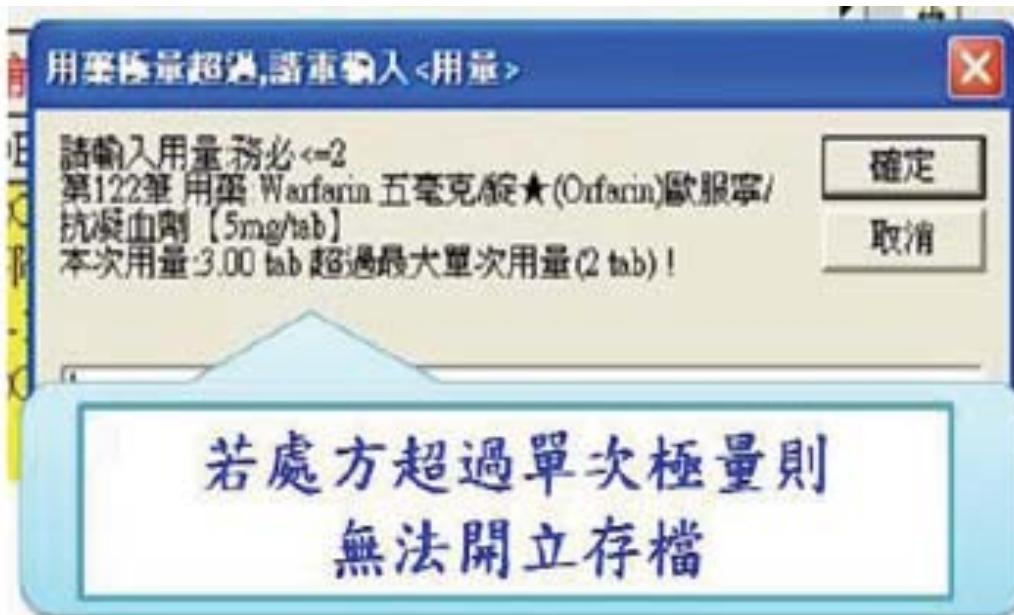 用藥極量超過,請重輸入<用量>
請輸入用量:務必<=2
第122筆 用藥 Warfarin 五毫克/錠★(Orfarin)歐服寧/
抗凝血劑【5mg/tab】
本次用量:3.00 tab 超過最大單次用量(2 tab)!
確定
取消
若處方超過單次極量則
無法開立存檔